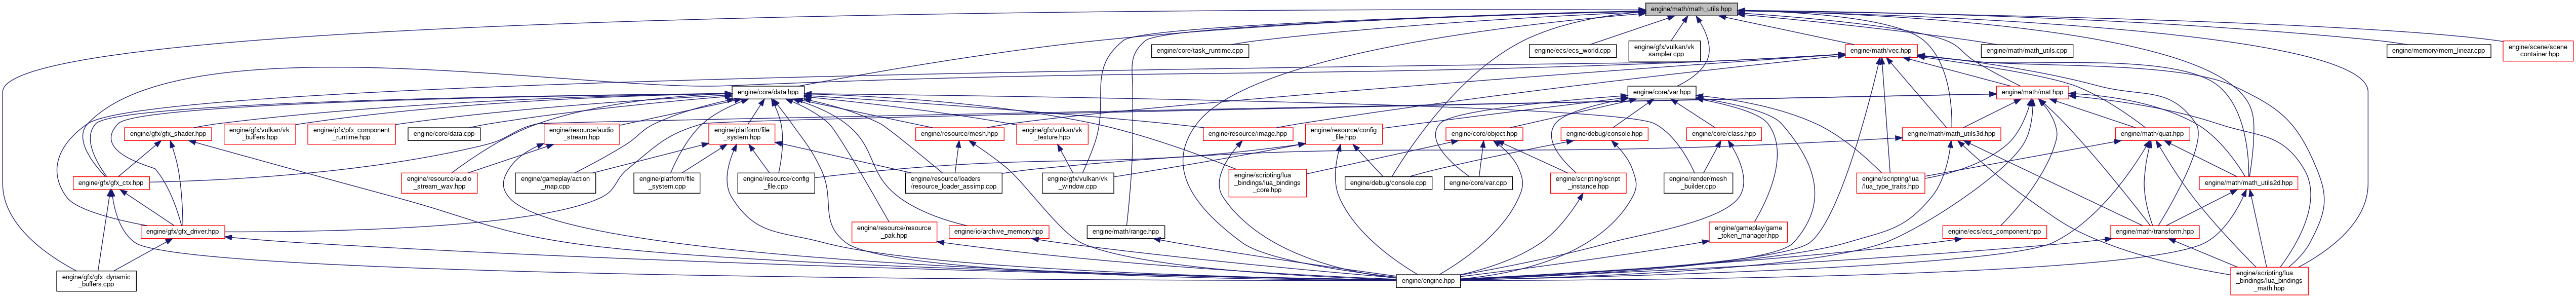 engine/math/math_utils.hpp
engine/core/task_runtime.cpp
engine/ecs/ecs_world.cpp
engine/gfx/vulkan/vk
_sampler.cpp
engine/math/vec.hpp
engine/math/math_utils.cpp
engine/memory/mem_linear.cpp
engine/scene/scene
_container.hpp
engine/core/data.hpp
engine/core/var.hpp
engine/math/mat.hpp
engine/gfx/gfx_shader.hpp
engine/gfx/vulkan/vk
_buffers.hpp
engine/pfx/pfx_component
_runtime.hpp
engine/core/data.cpp
engine/resource/audio
_stream.hpp
engine/platform/file
_system.hpp
engine/resource/mesh.hpp
engine/gfx/vulkan/vk
_texture.hpp
engine/resource/image.hpp
engine/resource/config
_file.hpp
engine/core/object.hpp
engine/debug/console.hpp
engine/core/class.hpp
engine/math/math_utils3d.hpp
engine/math/quat.hpp
engine/gfx/gfx_ctx.hpp
engine/resource/audio
_stream_wav.hpp
engine/gameplay/action
_map.cpp
engine/platform/file
_system.cpp
engine/resource/config
_file.cpp
engine/resource/loaders
/resource_loader_assimp.cpp
engine/gfx/vulkan/vk
_window.cpp
engine/scripting/lua
_bindings/lua_bindings
_core.hpp
engine/debug/console.cpp
engine/core/var.cpp
engine/scripting/script
_instance.hpp
engine/render/mesh
_builder.cpp
engine/scripting/lua
/lua_type_traits.hpp
engine/math/math_utils2d.hpp
engine/gfx/gfx_driver.hpp
engine/resource/resource
_pak.hpp
engine/io/archive_memory.hpp
engine/math/range.hpp
engine/gameplay/game
_token_manager.hpp
engine/ecs/ecs_component.hpp
engine/math/transform.hpp
engine/gfx/gfx_dynamic
_buffers.cpp
engine/engine.hpp
engine/scripting/lua
_bindings/lua_bindings
_math.hpp